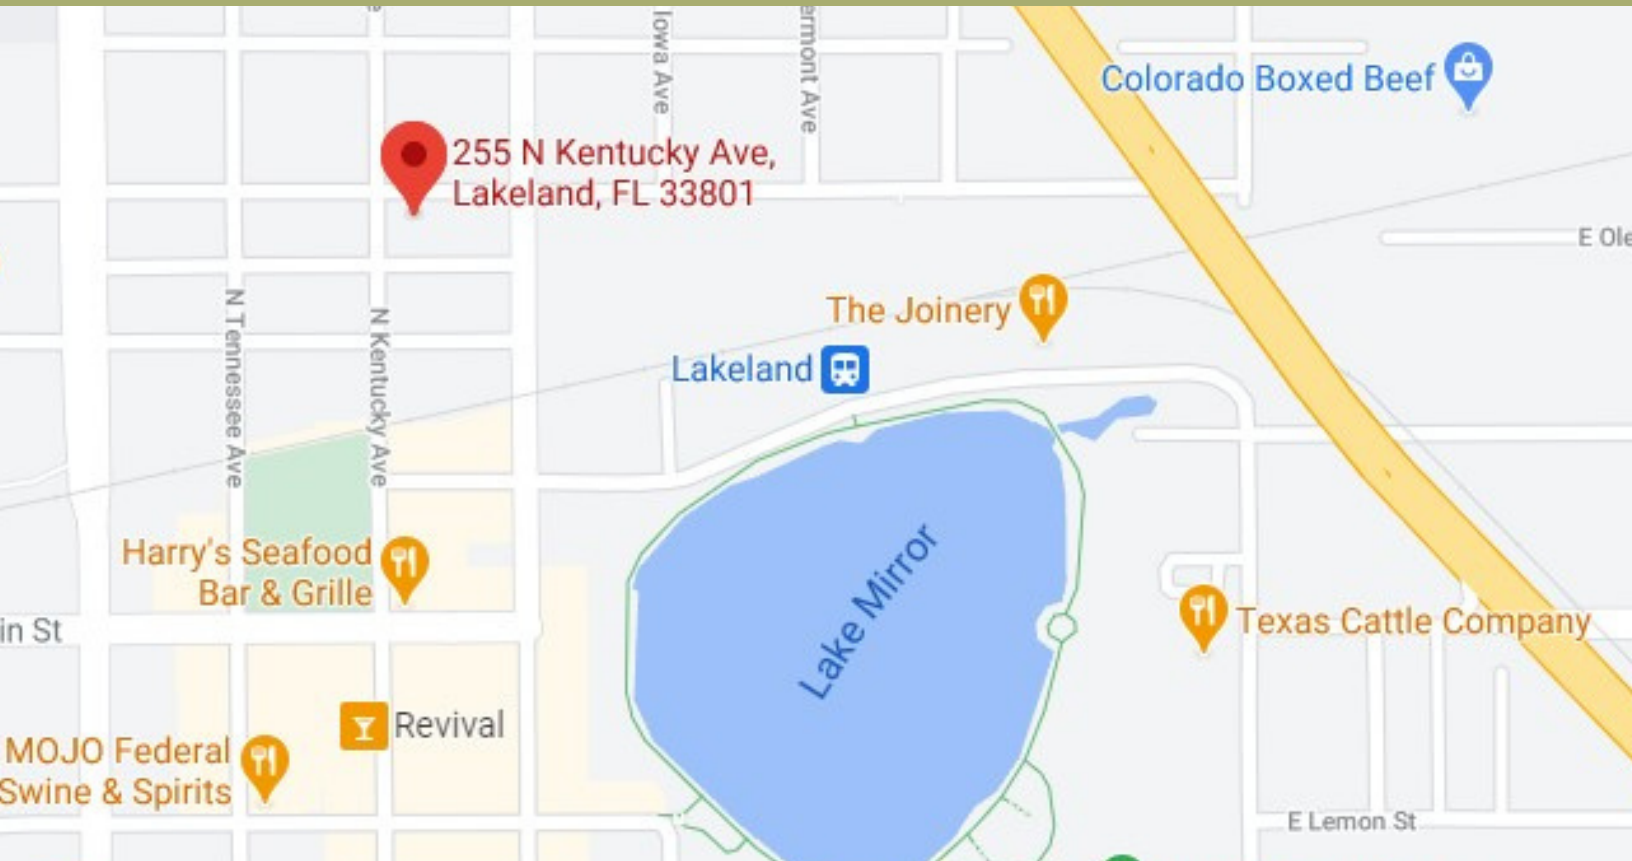 Iowa Ave
ermont Ave
Colorado Boxed Beef
255 N Kentucky Ave,
Lakeland, FL 33801
E Ole
The Joinery
N Tennessee Ave
N Kentucky Ave
Lakeland
Harry's Seafood
Bar & Grille
Lake Mirror
in St
Texas Cattle Company
Revival
MOJO Federal
Swine & Spirits
E Lemon St